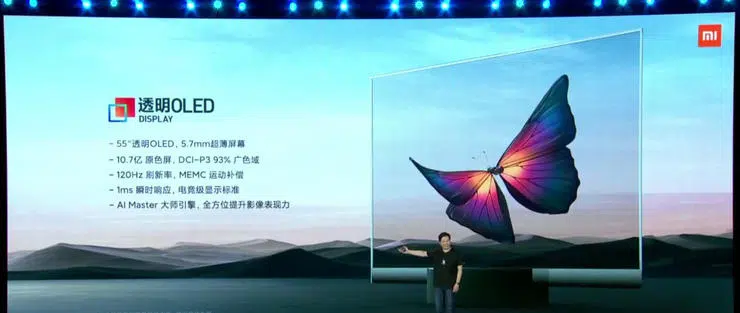 透明OLED
DISPLAY
– 55"透明OLED，5.7mm超薄屏幕
– 10.7亿 原色屏，DCI-P3 93% 广色域
– 120Hz 刷新率，MEMC 运动补偿
– 1ms 瞬时响应，电竞级显示标准
– AI Master 大师引擎，全方位提升影像表现力
mi